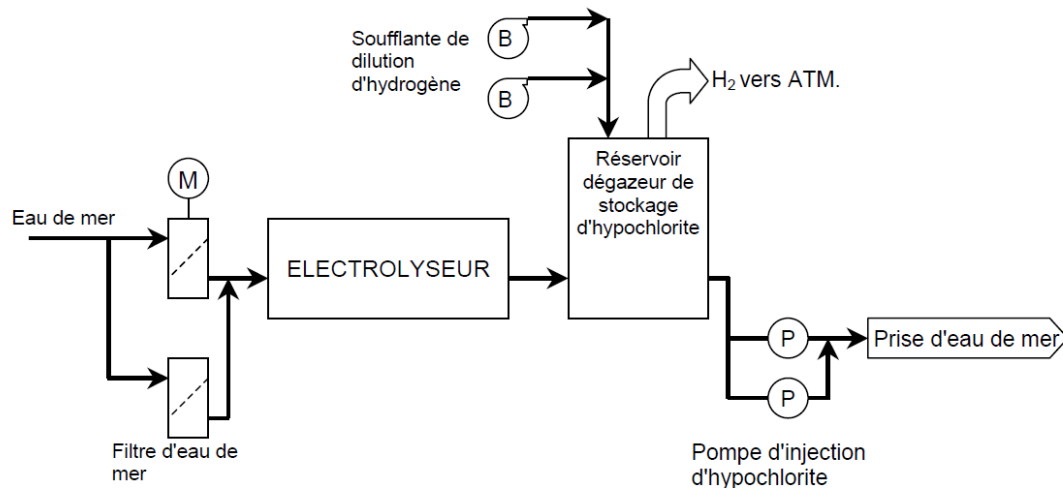 Soufflante de
dilution
d'hydrogène
B
B
H₂ vers ATM.
Réservoir
dégazeur de
stockage
d'hypochlorite
M
Eau de mer
ELECTROLYSEUR
P
Prise d'eau de mer
P
Filtre d'eau de
mer
Pompe d'injection
d'hypochlorite